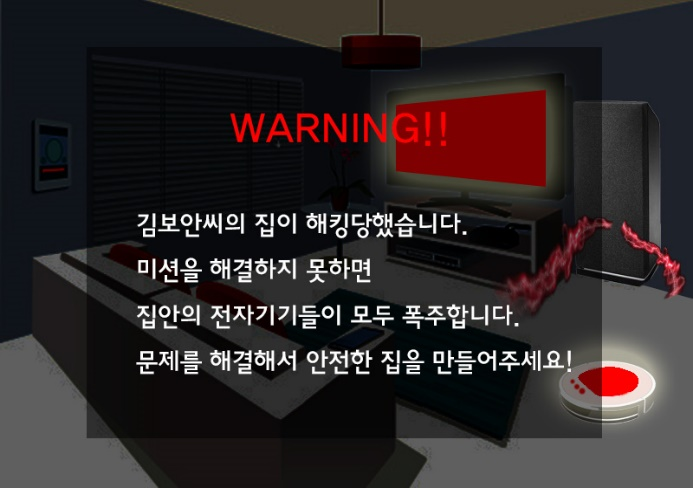 WARNING!!
김보안씨의 집이 해킹당했습니다.
미션을 해결하지 못하면
집안의 전자기기들이 모두 폭주합니다.
문제를 해결해서 안전한 집을 만들어주세요!